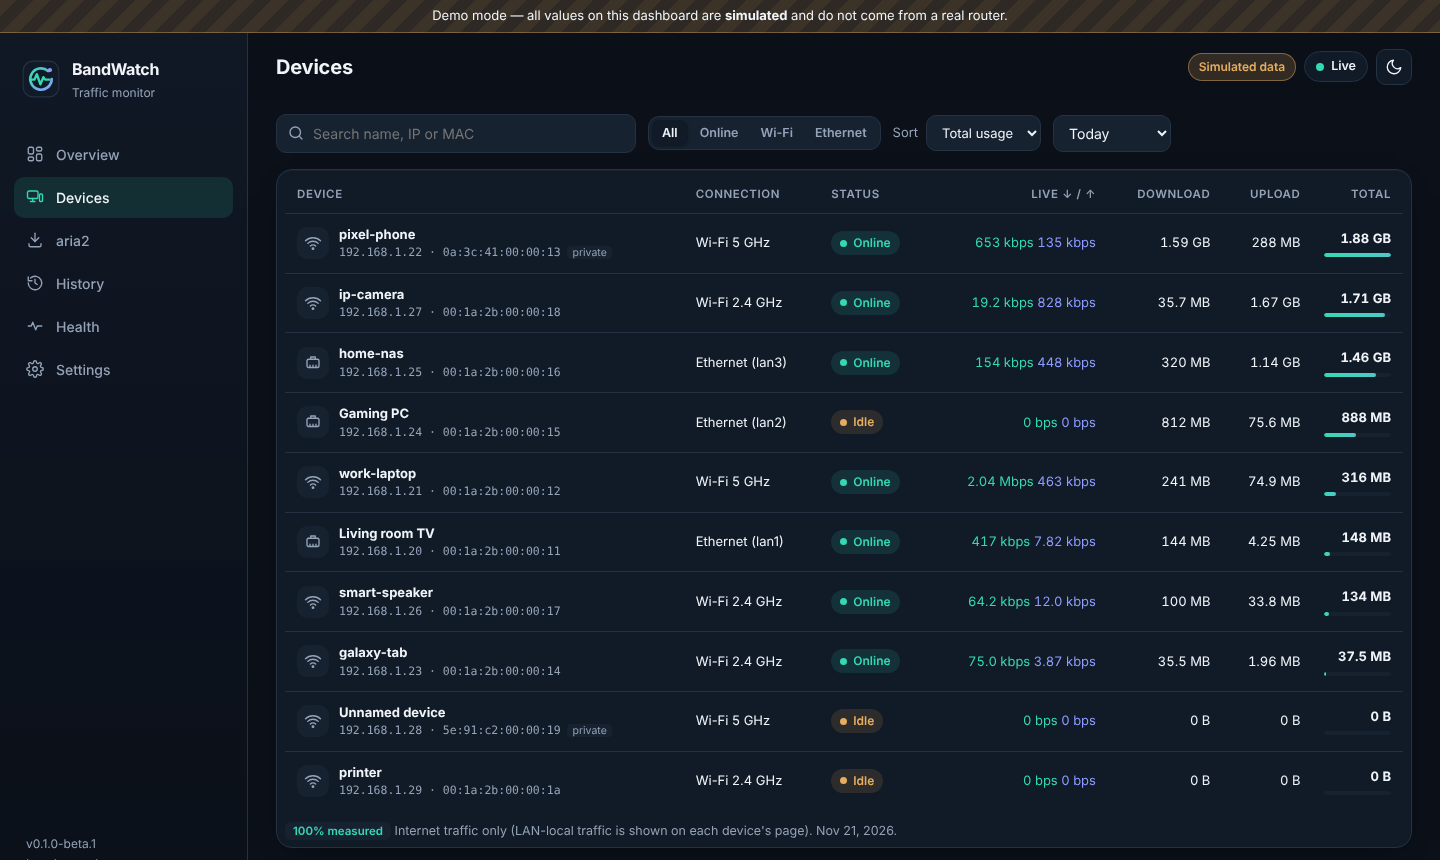 Demo mode — all values on this dashboard are simulated and do not come from a real router.
BandWatch
Traffic monitor
Overview
Devices
aria2
History
Health
Settings
v0.1.0-beta.1
Devices
Simulated data
Live
Search name, IP or MAC
All Online Wi-Fi Ethernet Sort Total usage Today
DEVICE CONNECTION STATUS LIVE ↓ / ↑ DOWNLOAD UPLOAD TOTAL
pixel-phone
192.168.1.22 · 0a:3c:41:00:00:13 private
Wi-Fi 5 GHz Online 653 kbps 135 kbps 1.59 GB 288 MB 1.88 GB
ip-camera
192.168.1.27 · 00:1a:2b:00:00:18
Wi-Fi 2.4 GHz Online 19.2 kbps 828 kbps 35.7 MB 1.67 GB 1.71 GB
home-nas
192.168.1.25 · 00:1a:2b:00:00:16
Ethernet (lan3) Online 154 kbps 448 kbps 320 MB 1.14 GB 1.46 GB
Gaming PC
192.168.1.24 · 00:1a:2b:00:00:15
Ethernet (lan2) Idle 0 bps 0 bps 812 MB 75.6 MB 888 MB
work-laptop
192.168.1.21 · 00:1a:2b:00:00:12
Wi-Fi 5 GHz Online 2.04 Mbps 463 kbps 241 MB 74.9 MB 316 MB
Living room TV
192.168.1.20 · 00:1a:2b:00:00:11
Ethernet (lan1) Online 417 kbps 7.82 kbps 144 MB 4.25 MB 148 MB
smart-speaker
192.168.1.26 · 00:1a:2b:00:00:17
Wi-Fi 2.4 GHz Online 64.2 kbps 12.0 kbps 100 MB 33.8 MB 134 MB
galaxy-tab
192.168.1.23 · 00:1a:2b:00:00:14
Wi-Fi 2.4 GHz Online 75.0 kbps 3.87 kbps 35.5 MB 1.96 MB 37.5 MB
Unnamed device
192.168.1.28 · 5e:91:c2:00:00:19 private
Wi-Fi 5 GHz Idle 0 bps 0 bps 0 B 0 B 0 B
printer
192.168.1.29 · 00:1a:2b:00:00:1a
Wi-Fi 2.4 GHz Idle 0 bps 0 bps 0 B 0 B 0 B
100% measured Internet traffic only (LAN-local traffic is shown on each device's page). Nov 21, 2026.